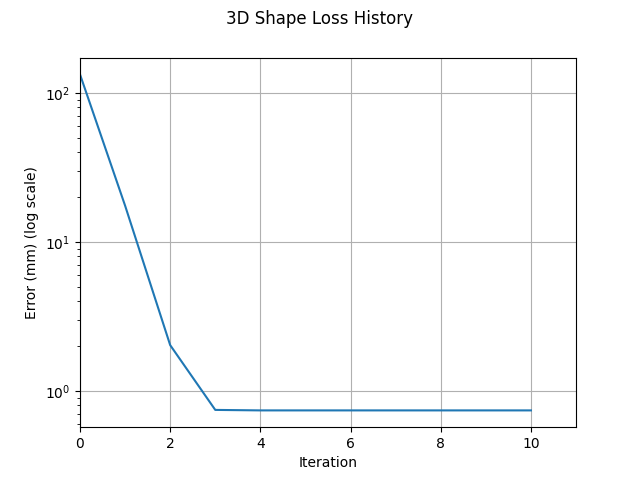 3D Shape Loss History
Error (mm) (log scale)
10²
10¹
10⁰
0 2 4 6 8 10
Iteration